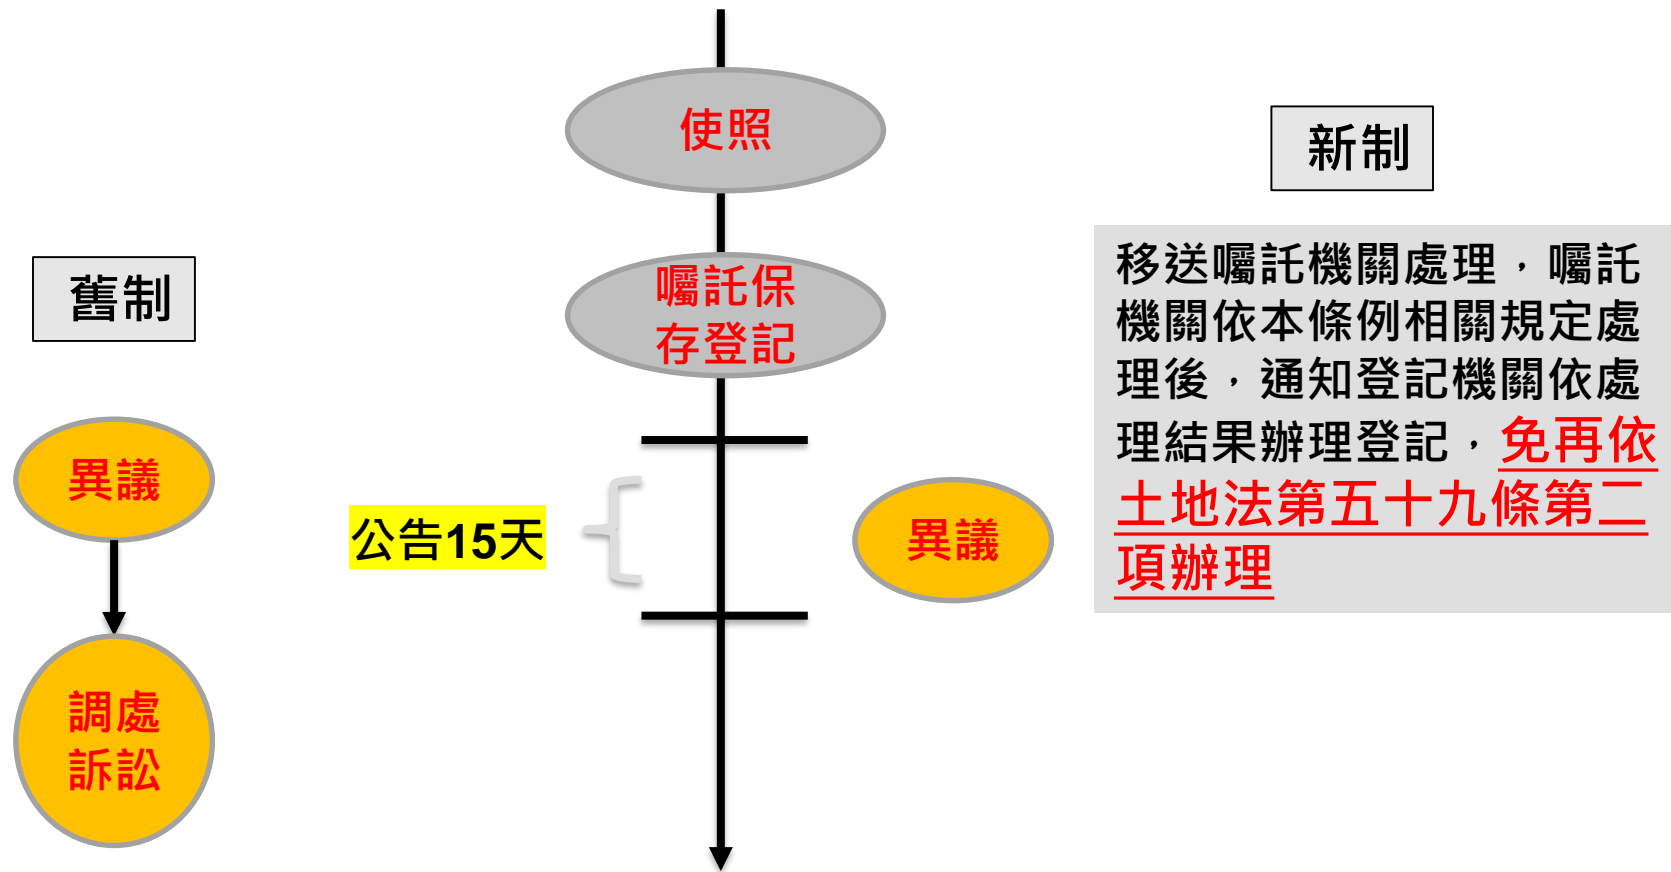 使照
新制
移送囑託機關處理，囑託
機關依本條例相關規定處
理後，通知登記機關依處
理結果辦理登記，免再依
土地法第五十九條第二
項辦理
囑託保
存登記
舊制
異議
公告15天
異議
調處
訴訟